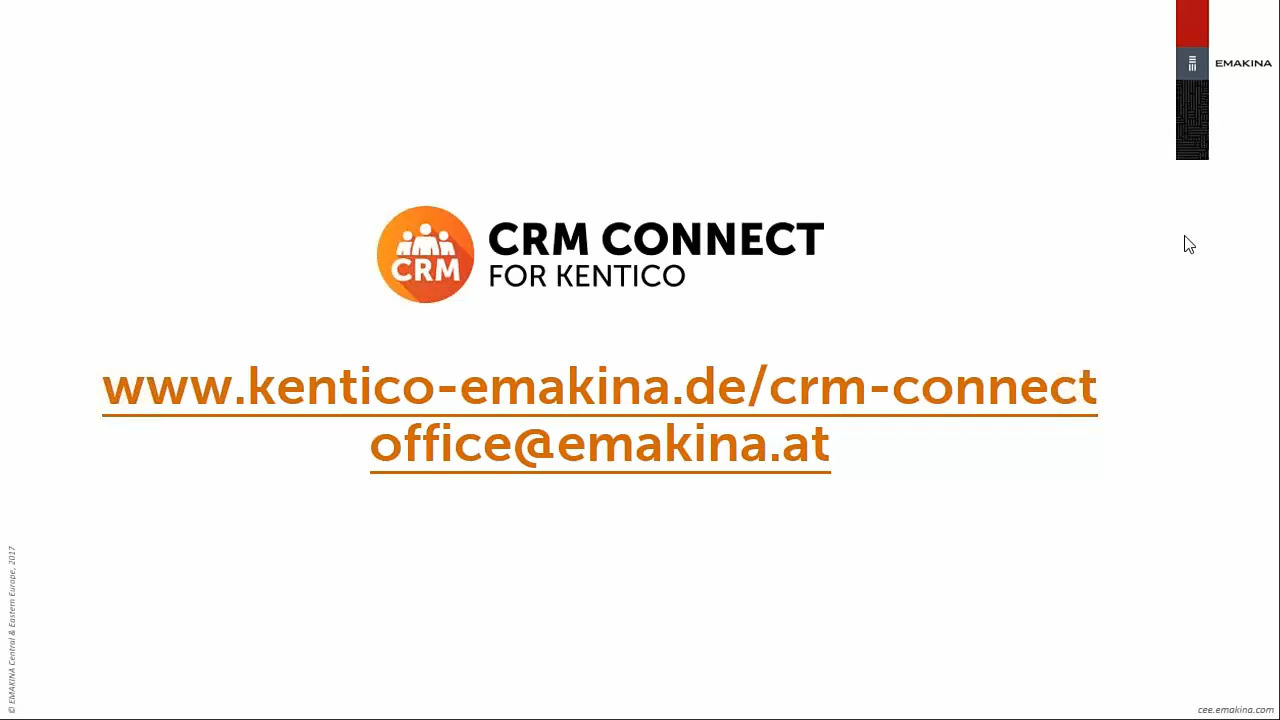 EMAKINA
CRM
CRM CONNECT
FOR KENTICO
www.kentico-emakina.de/crm-connect
office@emakina.at
© EMAKINA Central & Eastern Europe, 2017
cee.emakina.com